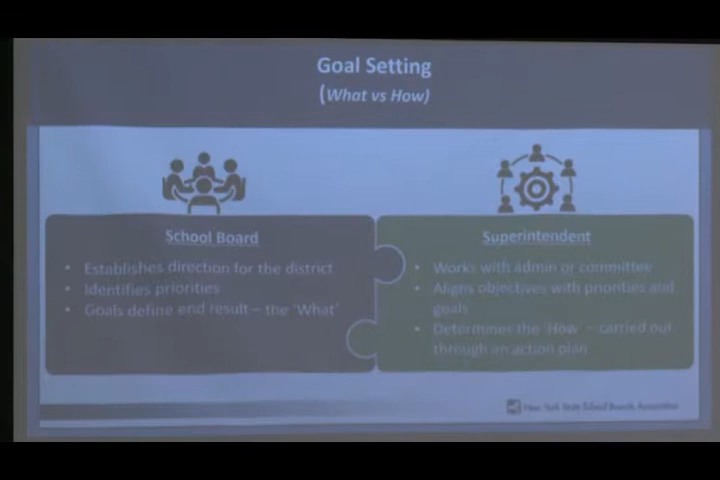 Goal Setting
(What vs How)
School Board
• Establishes direction for the district
• Identifies priorities
• Goals define end result – the 'What'
Superintendent
• Works with admin or committee
• Aligns objectives with priorities and
goals
• Determines the 'How' – carried out
through an action plan
New York State School Boards Association